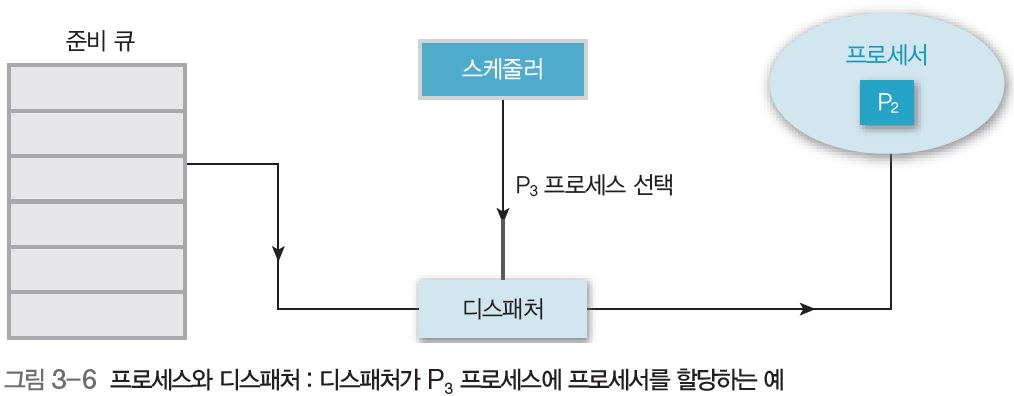 준비 큐
스케줄러
프로세서
P₂
P₃ 프로세스 선택
디스패처
그림 3-6 프로세스와 디스패처 : 디스패처가 P₃ 프로세스에 프로세서를 할당하는 예